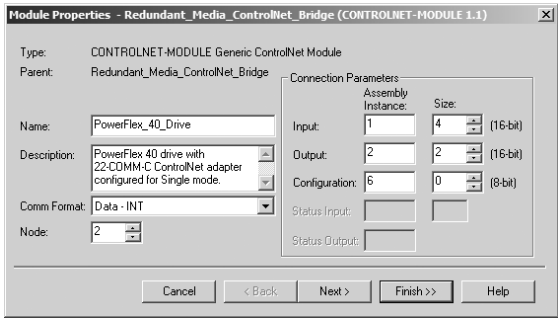 Module Properties - Redundant_Media_ControlNet_Bridge (CONTROLNET-MODULE 1.1)
Type: CONTROLNET-MODULE Generic ControlNet Module
Parent: Redundant_Media_ControlNet_Bridge
Name: PowerFlex_40_Drive
Description: PowerFlex 40 drive with
22-COMM-C ControlNet adapter
configured for Single mode.
Comm Format: Data - INT
Node: 2
Connection Parameters
Assembly
Instance: Size:
Input: 1 4 (16-bit)
Output: 2 2 (16-bit)
Configuration: 6 0 (8-bit)
Status Input:
Status Output:
Cancel < Back Next > Finish >> Help